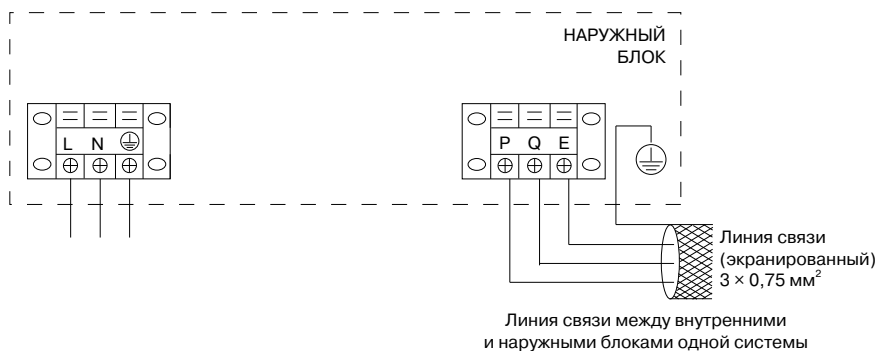 НАРУЖНЫЙ
БЛОК
L N
P Q E
Линия связи
(экранированный)
3 × 0,75 мм²
Линия связи между внутренними
и наружными блоками одной системы